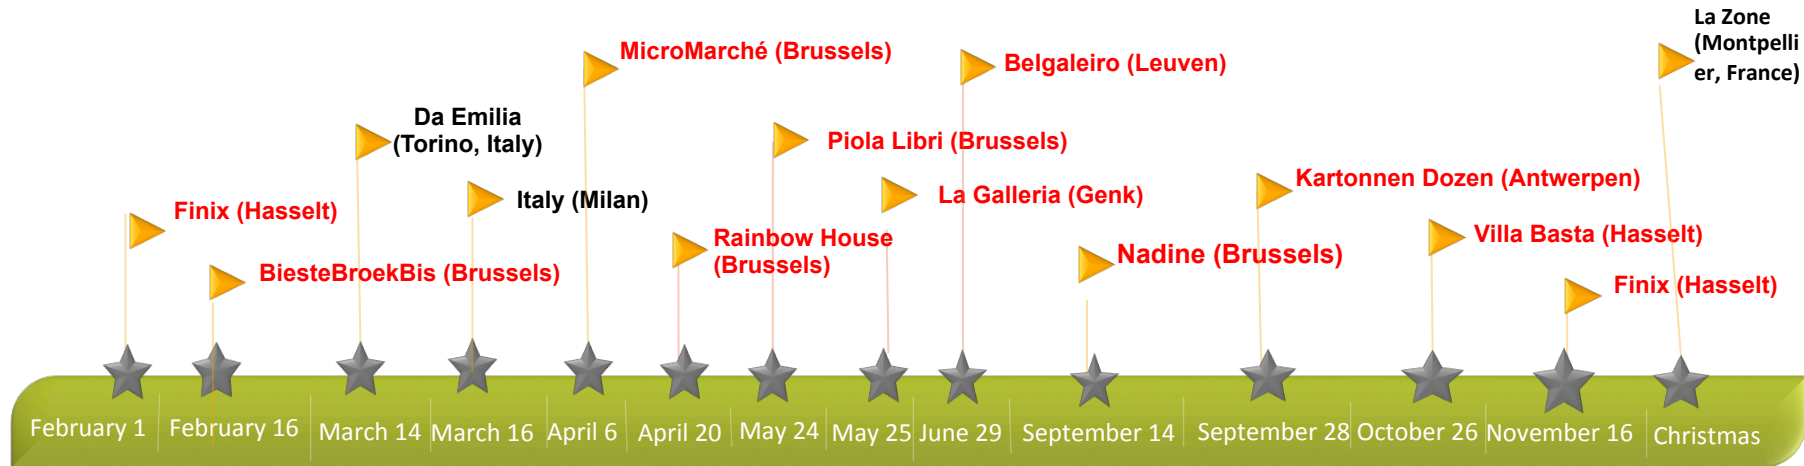 La Zone
(Montpelli
er, France)
MicroMarché (Brussels)
Belgaleiro (Leuven)
Da Emilia
(Torino, Italy)
Piola Libri (Brussels)
Kartonnen Dozen (Antwerpen)
Italy (Milan)
La Galleria (Genk)
Finix (Hasselt)
Rainbow House
(Brussels)
Villa Basta (Hasselt)
Nadine (Brussels)
BiesteBroekBis (Brussels)
Finix (Hasselt)
February 1
February 16
March 14
March 16
April 6
April 20
May 24
May 25
June 29
September 14
September 28
October 26
November 16
Christmas